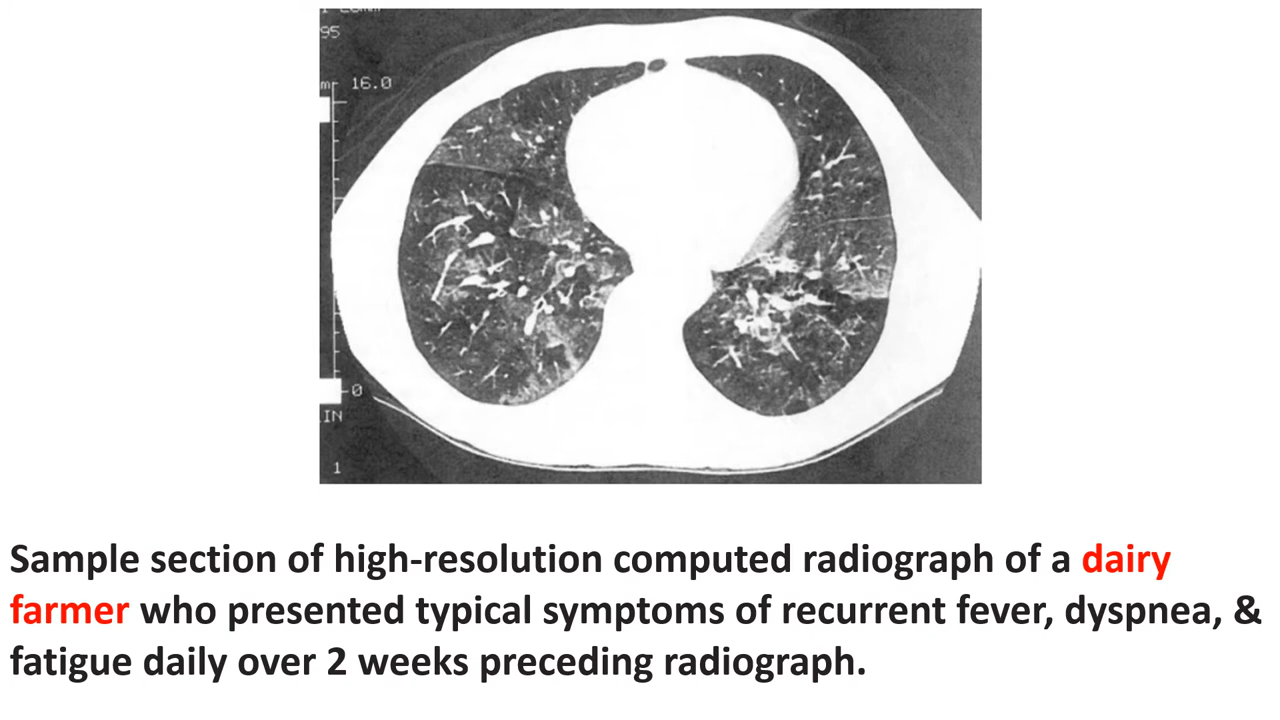 95
16.0
0
IN
1
Sample section of high-resolution computed radiograph of a dairy
farmer who presented typical symptoms of recurrent fever, dyspnea, &
fatigue daily over 2 weeks preceding radiograph.